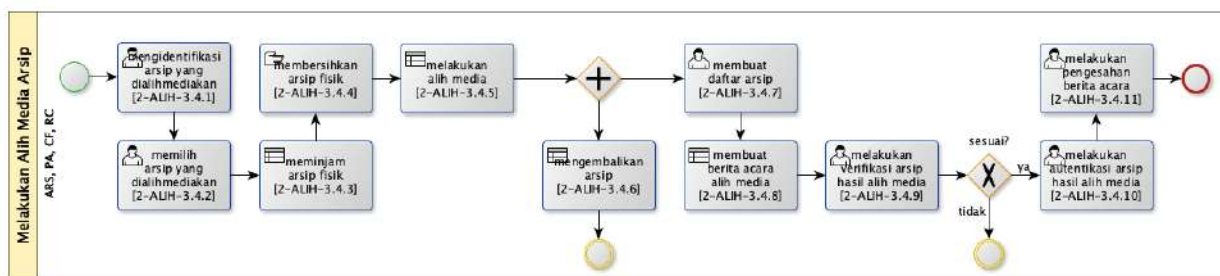 Melakukan Alih Media Arsip
ARS, PA, CF, RC
mengidentifikasi
arsip yang
dialihmediakan
[2-ALIH-3.4.1]
memilih
arsip yang
dialihmediakan
[2-ALIH-3.4.2]
meminjam
arsip fisik
[2-ALIH-3.4.3]
membersihkan
arsip fisik
[2-ALIH-3.4.4]
melakukan
alih media
[2-ALIH-3.4.5]
mengembalikan
arsip
[2-ALIH-3.4.6]
membuat
daftar arsip
[2-ALIH-3.4.7]
membuat
berita acara
alih media
[2-ALIH-3.4.8]
melakukan
verifikasi arsip
hasil alih media
[2-ALIH-3.4.9]
sesuai?
ya
tidak
melakukan
autentikasi arsip
hasil alih media
[2-ALIH-3.4.10]
melakukan
pengesahan
berita acara
[2-ALIH-3.4.11]